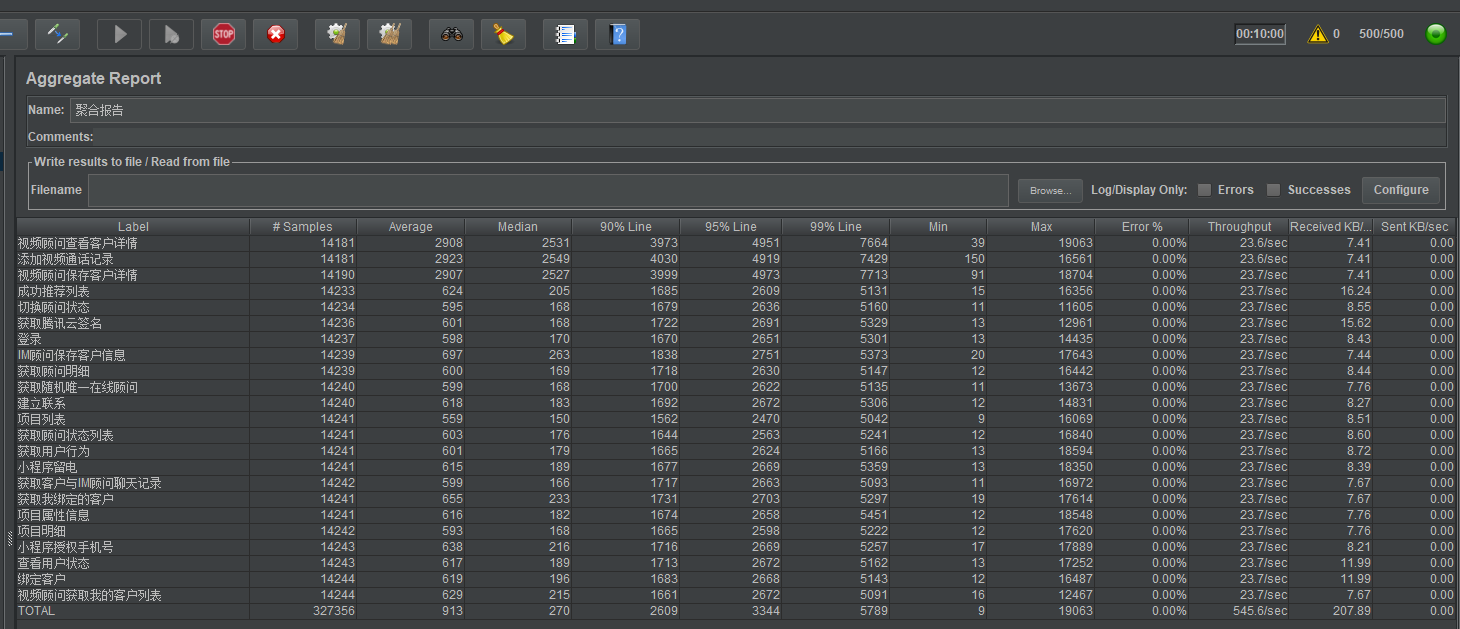 STOP
00:10:00
0
500/500
Aggregate Report
Name: 聚合报告
Comments:
Write results to file / Read from file
Filename Browse... Log/Display Only: Errors Successes Configure
Label # Samples Average Median 90% Line 95% Line 99% Line Min Max Error % Throughput Received KB/... Sent KB/sec
视频顾问查看客户详情 14181 2908 2531 3973 4951 7664 39 19063 0.00% 23.6/sec 7.41 0.00
添加视频通话记录 14181 2923 2549 4030 4919 7429 150 16561 0.00% 23.6/sec 7.41 0.00
视频顾问保存客户详情 14190 2907 2527 3999 4973 7713 91 18704 0.00% 23.6/sec 7.41 0.00
成功推荐列表 14233 624 205 1685 2609 5131 15 16356 0.00% 23.7/sec 16.24 0.00
切换顾问状态 14234 595 168 1679 2636 5160 11 11605 0.00% 23.7/sec 8.55 0.00
获取腾讯云签名 14236 601 168 1722 2691 5329 13 12961 0.00% 23.7/sec 15.62 0.00
登录 14237 598 170 1670 2651 5301 13 14435 0.00% 23.7/sec 8.43 0.00
IM顾问保存客户信息 14239 697 263 1838 2751 5373 20 17643 0.00% 23.7/sec 7.44 0.00
获取顾问明细 14239 600 169 1718 2630 5147 12 16442 0.00% 23.7/sec 8.44 0.00
获取随机唯一在线顾问 14240 599 168 1700 2622 5135 11 13673 0.00% 23.7/sec 7.76 0.00
建立联系 14240 618 183 1692 2672 5306 12 14831 0.00% 23.7/sec 8.27 0.00
项目列表 14241 559 150 1562 2470 5042 9 16069 0.00% 23.7/sec 8.51 0.00
获取顾问状态列表 14241 603 176 1644 2563 5241 12 16840 0.00% 23.7/sec 8.60 0.00
获取用户行为 14241 601 179 1665 2624 5166 13 18594 0.00% 23.7/sec 8.72 0.00
小程序留电 14241 615 189 1677 2669 5359 13 18350 0.00% 23.7/sec 8.39 0.00
获取客户与IM顾问聊天记录 14242 599 166 1717 2663 5093 11 16972 0.00% 23.7/sec 7.67 0.00
获取我绑定的客户 14241 655 233 1731 2703 5297 19 17614 0.00% 23.7/sec 7.67 0.00
项目属性信息 14241 616 182 1674 2658 5451 12 18548 0.00% 23.7/sec 7.76 0.00
项目明细 14242 593 168 1665 2598 5222 12 17620 0.00% 23.7/sec 7.76 0.00
小程序授权手机号 14243 638 216 1716 2669 5257 17 17889 0.00% 23.7/sec 8.21 0.00
查看用户状态 14243 617 189 1713 2672 5162 13 17252 0.00% 23.7/sec 11.99 0.00
绑定客户 14244 619 196 1683 2668 5143 12 16487 0.00% 23.7/sec 11.99 0.00
视频顾问获取我的客户列表 14244 629 215 1661 2672 5091 16 12467 0.00% 23.7/sec 7.67 0.00
TOTAL 327356 913 270 2609 3344 5789 9 19063 0.00% 545.6/sec 207.89 0.00